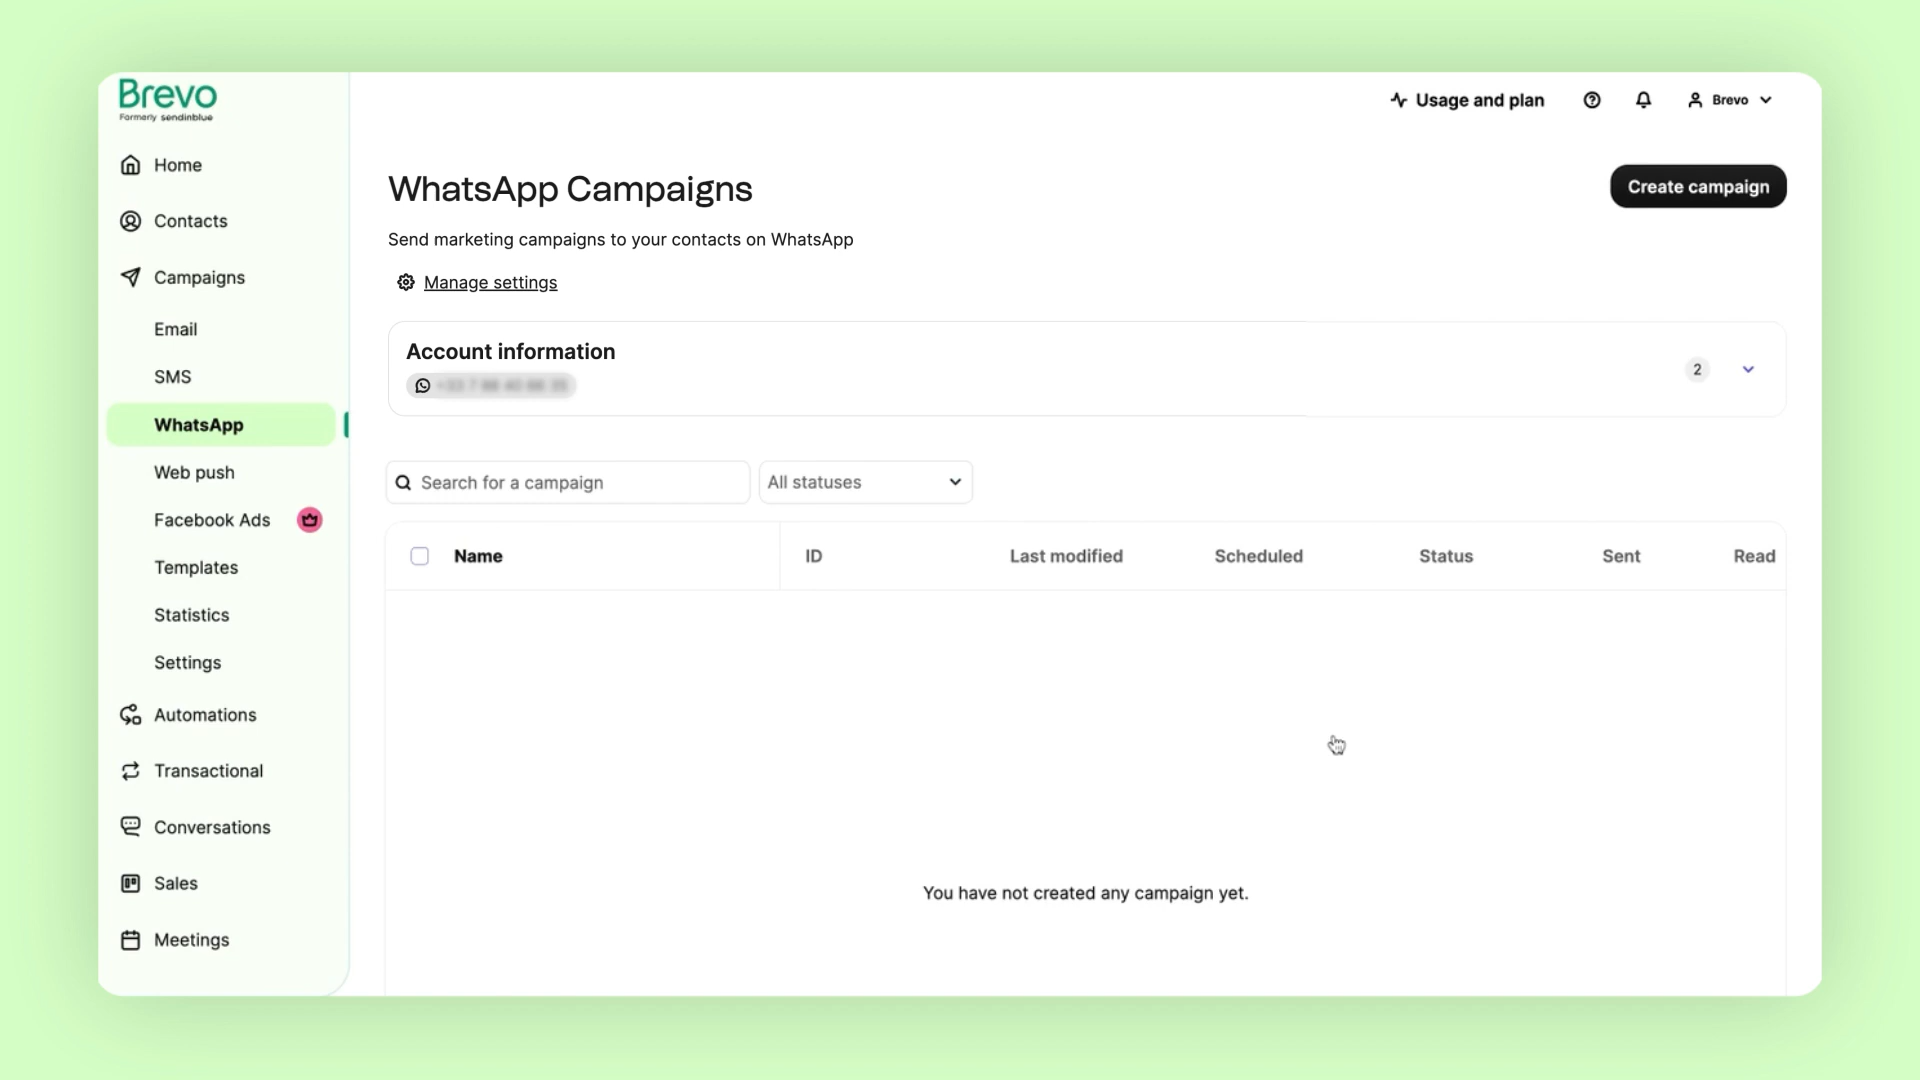 Brevo
Formerly sendinblue
Home
Contacts
Campaigns
Email
SMS
WhatsApp
Web push
Facebook Ads
Templates
Statistics
Settings
Automations
Transactional
Conversations
Sales
Meetings
Usage and plan
Brevo
WhatsApp Campaigns
Create campaign
Send marketing campaigns to your contacts on WhatsApp
Manage settings
Account information
2
Search for a campaign
All statuses
Name ID Last modified Scheduled Status Sent Read
You have not created any campaign yet.